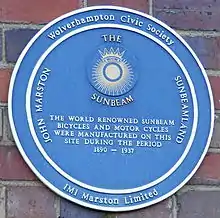 Wolverhampton Civic Society
JOHN MARSTON
SUNBEAMLAND
THE
SUNBEAM
THE WORLD RENOWNED SUNBEAM
BICYCLES AND MOTOR CYCLES
WERE MANUFACTURED ON THIS
SITE DURING THE PERIOD
1890 – 1937
IMI Marston Limited